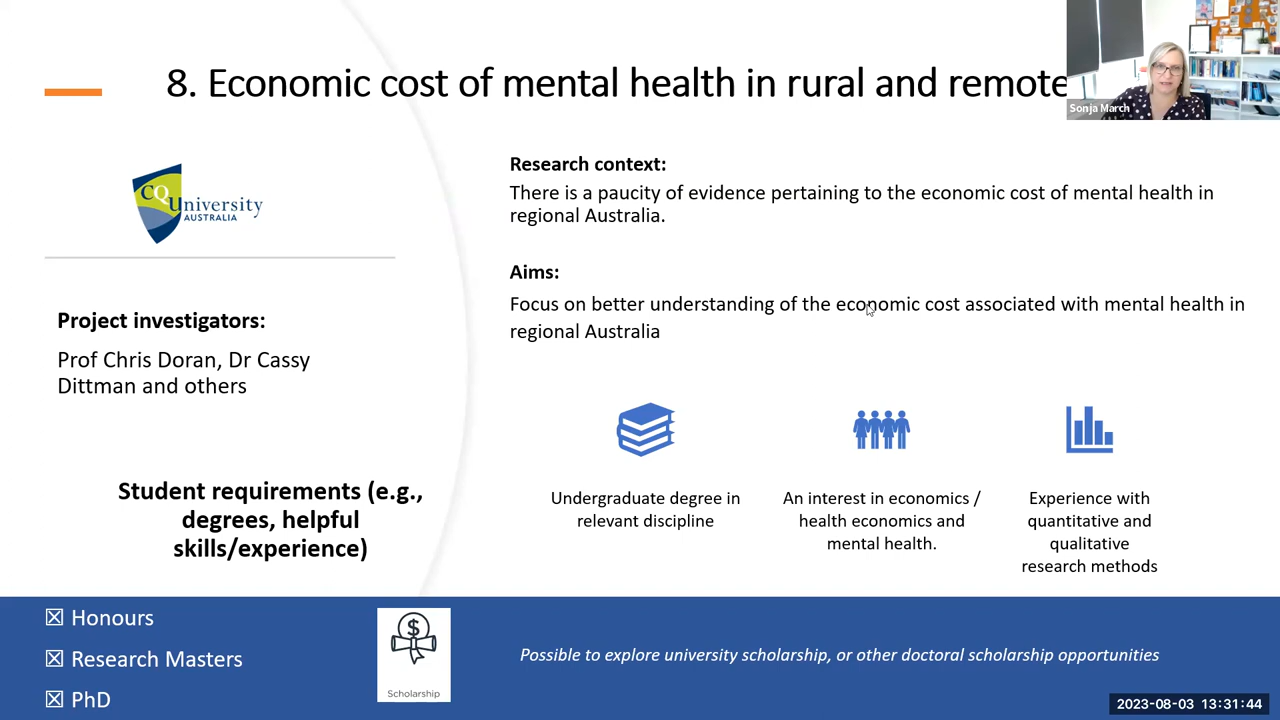 8. Economic cost of mental health in rural and remote
Sonja March
CQUniversity
AUSTRALIA
Project investigators:
Prof Chris Doran, Dr Cassy
Dittman and others
Research context:
There is a paucity of evidence pertaining to the economic cost of mental health in
regional Australia.
Aims:
Focus on better understanding of the economic cost associated with mental health in
regional Australia
Student requirements (e.g.,
degrees, helpful
skills/experience)
Undergraduate degree in
relevant discipline
An interest in economics /
health economics and
mental health.
Experience with
quantitative and
qualitative
research methods
☒ Honours
☒ Research Masters
☒ PhD
$
Scholarship
Possible to explore university scholarship, or other doctoral scholarship opportunities
2023-08-03 13:31:44